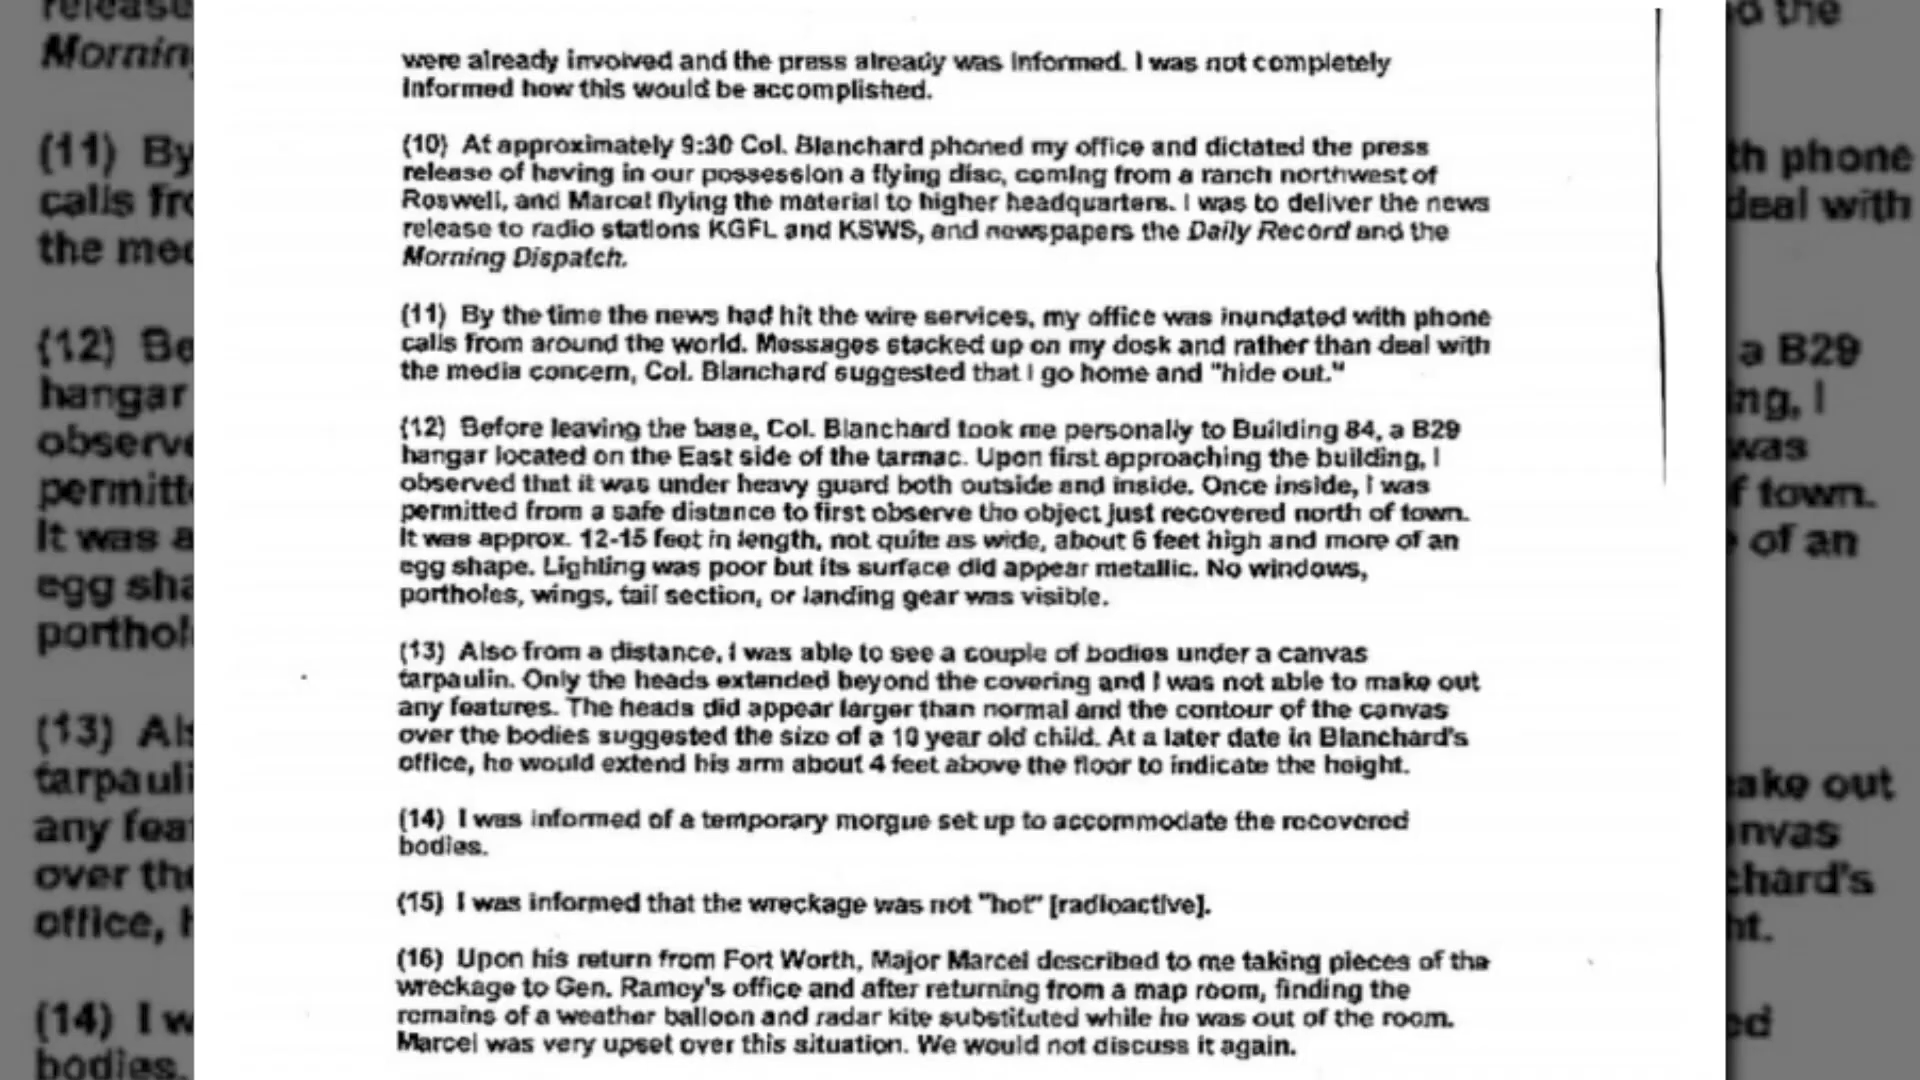 were already involved and the press already was informed. I was not completely
informed how this would be accomplished.
(10) At approximately 9:30 Col. Blanchard phoned my office and dictated the press
release of having in our possession a flying disc, coming from a ranch northwest of
Roswell, and Marcel flying the material to higher headquarters. I was to deliver the news
release to radio stations KGFL and KSWS, and newspapers the Daily Record and the
Morning Dispatch.
(11) By the time the news had hit the wire services, my office was inundated with phone
calls from around the world. Messages stacked up on my desk and rather than deal with
the media concern, Col. Blanchard suggested that I go home and "hide out."
(12) Before leaving the base, Col. Blanchard took me personally to Building 84, a B29
hangar located on the East side of the tarmac. Upon first approaching the building, I
observed that it was under heavy guard both outside and inside. Once inside, I was
permitted from a safe distance to first observe the object just recovered north of town.
It was approx. 12-15 feet in length, not quite as wide, about 6 feet high and more of an
egg shape. Lighting was poor but its surface did appear metallic. No windows,
portholes, wings, tail section, or landing gear was visible.
(13) Also from a distance, I was able to see a couple of bodies under a canvas
tarpaulin. Only the heads extended beyond the covering and I was not able to make out
any features. The heads did appear larger than normal and the contour of the canvas
over the bodies suggested the size of a 10 year old child. At a later date in Blanchard's
office, he would extend his arm about 4 feet above the floor to indicate the height.
(14) I was informed of a temporary morgue set up to accommodate the recovered
bodies.
(15) I was informed that the wreckage was not "hot" [radioactive].
(16) Upon his return from Fort Worth, Major Marcel described to me taking pieces of the
wreckage to Gen. Ramey's office and after returning from a map room, finding the
remains of a weather balloon and radar kite substituted while he was out of the room.
Marcel was very upset over this situation. We would not discuss it again.